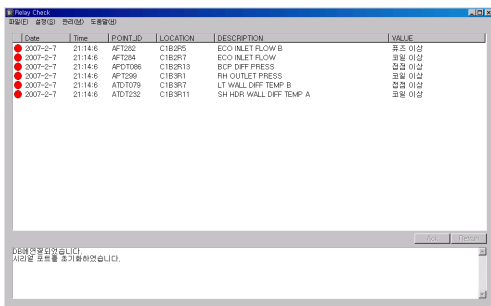 Relay Check
파일(F) 설정(S) 관리(M) 도움말(H)
Date Time POINT_ID LOCATION DESCRIPTION VALUE
2007-2-7 21:14:6 AFT282 C1B2R5 ECO INLET FLOW B 퓨즈 이상
2007-2-7 21:14:6 AFT284 C1B2R7 ECO INLET FLOW 코일 이상
2007-2-7 21:14:6 APDT086 C1B2R13 BCP DIFF PRESS 접점 이상
2007-2-7 21:14:6 APT299 C1B3R1 RH OUTLET PRESS 코일 이상
2007-2-7 21:14:6 ATDT079 C1B3R7 LT WALL DIFF TEMP B 접점 이상
2007-2-7 21:14:6 ATDT232 C1B3R11 SH HDR WALL DIFF TEMP A 코일 이상
Ack
DB에연결되었습니다.
시리얼 포트를 초기화하였습니다.